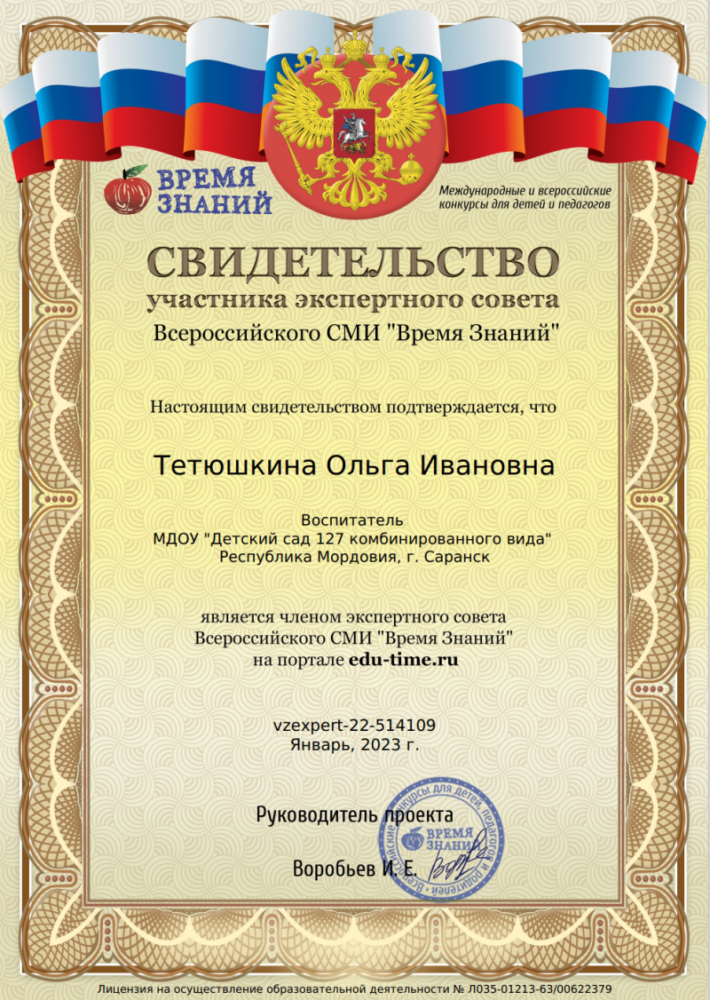 ВРЕМЯ
ЗНАНИЙ
Международные и всероссийские
конкурсы для детей и педагогов
СВИДЕТЕЛЬСТВО
участника экспертного совета
Всероссийского СМИ "Время Знаний"
Настоящим свидетельством подтверждается, что
Тетюшкина Ольга Ивановна
Воспитатель
МДОУ "Детский сад 127 комбинированного вида"
Республика Мордовия, г. Саранск
является членом экспертного совета
Всероссийского СМИ "Время Знаний"
на портале edu-time.ru
vzexpert-22-514109
Январь, 2023 г.
Руководитель проекта
Воробьев И. Е.
конкурсы для детей, педагогов и родителей
ВРЕМЯ
ЗНАНИЙ
Лицензия на осуществление образовательной деятельности № Л035-01213-63/00622379